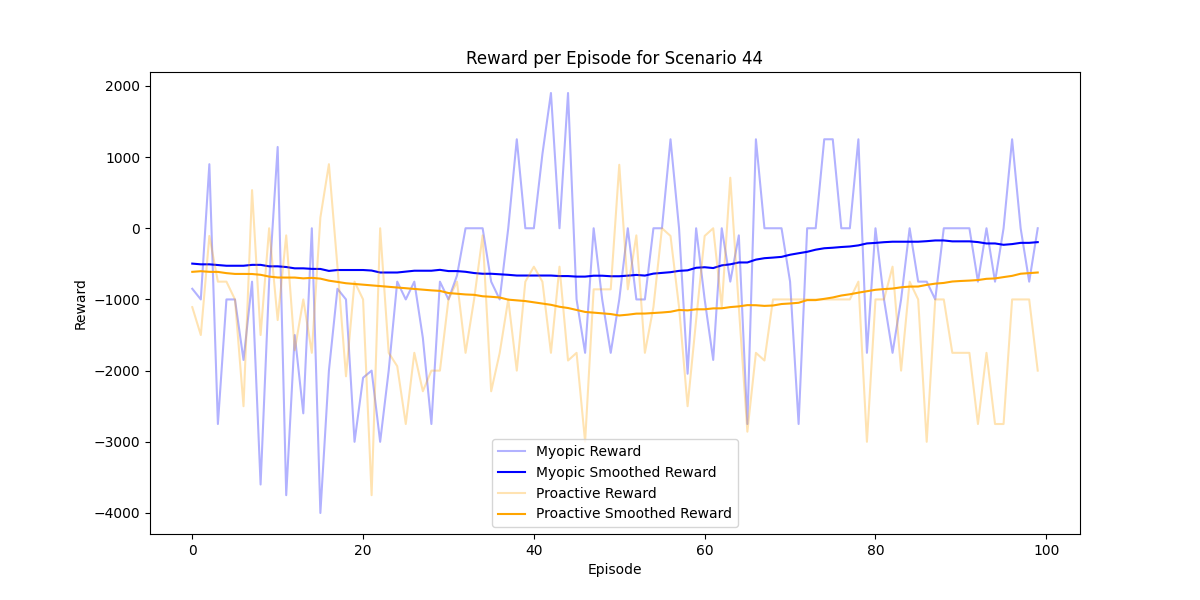 Reward per Episode for Scenario 44
2000
1000
0
−1000
−2000
−3000
−4000
Reward
Myopic Reward
Myopic Smoothed Reward
Proactive Reward
Proactive Smoothed Reward
0 20 40 60 80 100
Episode